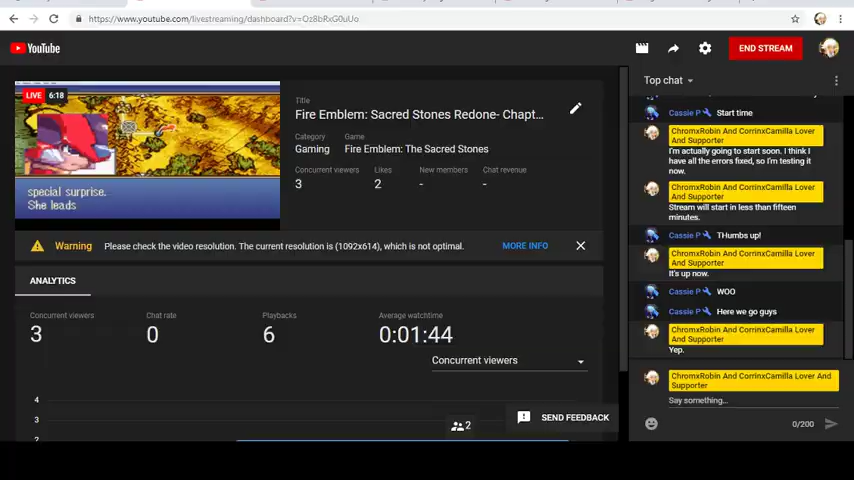 https://www.youtube.com/livestreaming/dashboard?v=Oz8bRxG0uUo
YouTube
END STREAM
LIVE 6:18
special surprise.
She leads
Title
Fire Emblem: Sacred Stones Redone- Chapt...
Category Game
Gaming Fire Emblem: The Sacred Stones
Concurrent viewers Likes New members Chat revenue
3 2 - -
Warning Please check the video resolution. The current resolution is (1092x614), which is not optimal. MORE INFO
ANALYTICS
Concurrent viewers Chat rate Playbacks Average watchtime
3 0 6 0:01:44
Concurrent viewers
4
3
2
2
SEND FEEDBACK
Top chat
Cassie P Start time
ChromxRobin And CorrinxCamilla Lover
And Supporter
I'm actually going to start soon. I think I
have all the errors fixed, so I'm testing it
now.
ChromxRobin And CorrinxCamilla Lover
And Supporter
Stream will start in less than fifteen
minutes.
Cassie P THumbs up!
ChromxRobin And CorrinxCamilla Lover
And Supporter
It's up now.
Cassie P WOO
Cassie P Here we go guys
ChromxRobin And CorrinxCamilla Lover
And Supporter
Yep.
ChromxRobin And CorrinxCamilla Lover And
Supporter
Say something...
0/200